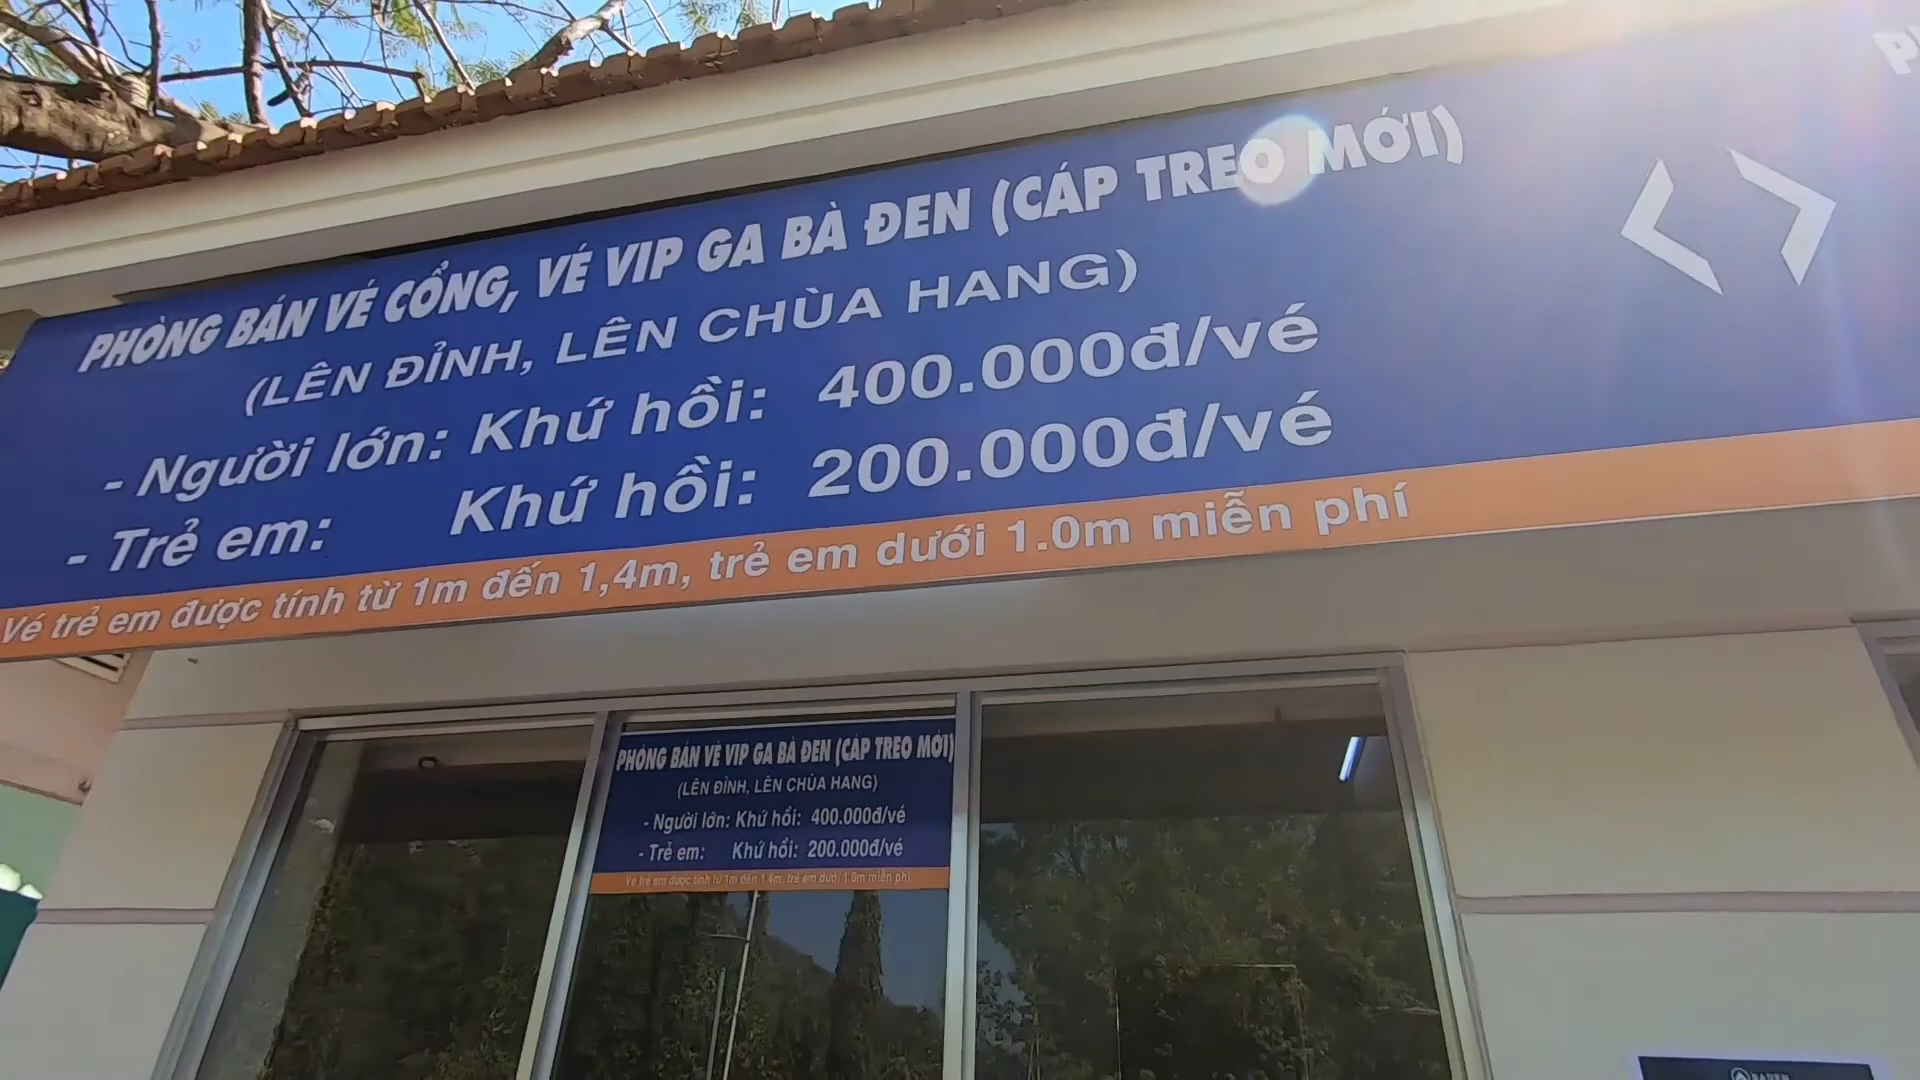 PHÒNG BÁN VÉ CỔNG, VÉ VIP GA BÀ ĐEN (CÁP TREO MỚI)
(LÊN ĐỈNH, LÊN CHÙA HANG)
- Người lớn: Khứ hồi: 400.000đ/vé
- Trẻ em: Khứ hồi: 200.000đ/vé
Vé trẻ em được tính từ 1m đến 1,4m, trẻ em dưới 1.0m miễn phí
PHÒNG BÁN VÉ VIP GA BÀ ĐEN (CÁP TREO MỚI)
(LÊN ĐỈNH, LÊN CHÙA HANG)
- Người lớn: Khứ hồi: 400.000đ/vé
- Trẻ em: Khứ hồi: 200.000đ/vé
Vé trẻ em được tính từ 1m đến 1,4m, trẻ em dưới 1.0m miễn phí